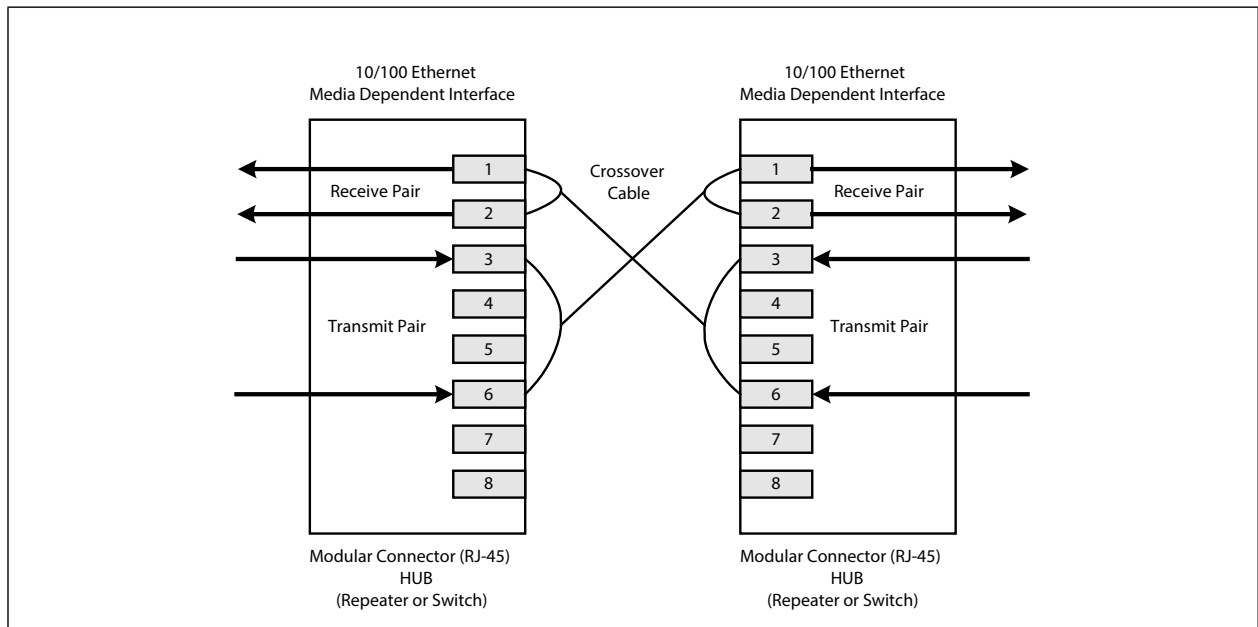 10/100 Ethernet
Media Dependent Interface
10/100 Ethernet
Media Dependent Interface
1
Receive Pair
2
3
4
Transmit Pair
5
6
7
8
Crossover
Cable
1
Receive Pair
2
3
4
Transmit Pair
5
6
7
8
Modular Connector (RJ-45)
HUB
(Repeater or Switch)
Modular Connector (RJ-45)
HUB
(Repeater or Switch)